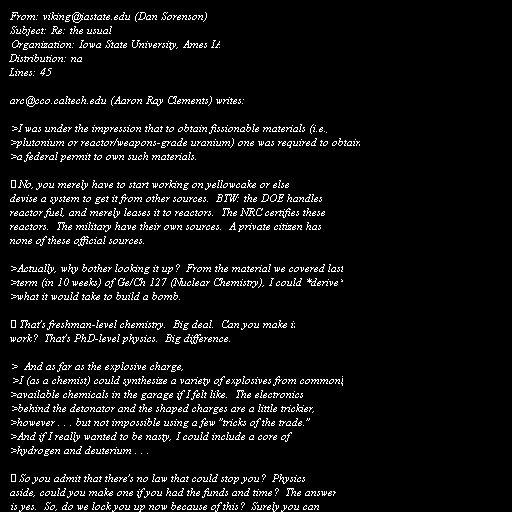 From: viking@iastate.edu (Dan Sorenson)
Subject: Re: the usual
Organization: Iowa State University, Ames IA
Distribution: na
Lines: 45
arc@cco.caltech.edu (Aaron Ray Clements) writes:
>I was under the impression that to obtain fissionable materials (i.e.,
>plutonium or reactor/weapons-grade uranium) one was required to obtain
>a federal permit to own such materials.
No, you merely have to start working on yellowcake or else
devise a system to get it from other sources.  BTW: the DOE handles
reactor fuel, and merely leases it to reactors.  The NRC certifies these
reactors.  The military have their own sources.  A private citizen has
none of these official sources.
>Actually, why bother looking it up?  From the material we covered last
>term (in 10 weeks) of Ge/Ch 127 (Nuclear Chemistry), I could *derive*
>what it would take to build a bomb.
That's freshman-level chemistry.  Big deal.  Can you make it
work?  That's PhD-level physics.  Big difference.
>  And as far as the explosive charge,
>I (as a chemist) could synthesize a variety of explosives from common,
>available chemicals in the garage if I felt like.  The electronics
>behind the detonator and the shaped charges are a little trickier,
>however . . . but not impossible using a few "tricks of the trade."
>And if I really wanted to be nasty, I could include a core of
>hydrogen and deuterium . . .
So you admit that there's no law that could stop you?  Physics
aside, could you make one if you had the funds and time?  The answer
is yes.  So, do we lock you up now because of this?  Surely you can